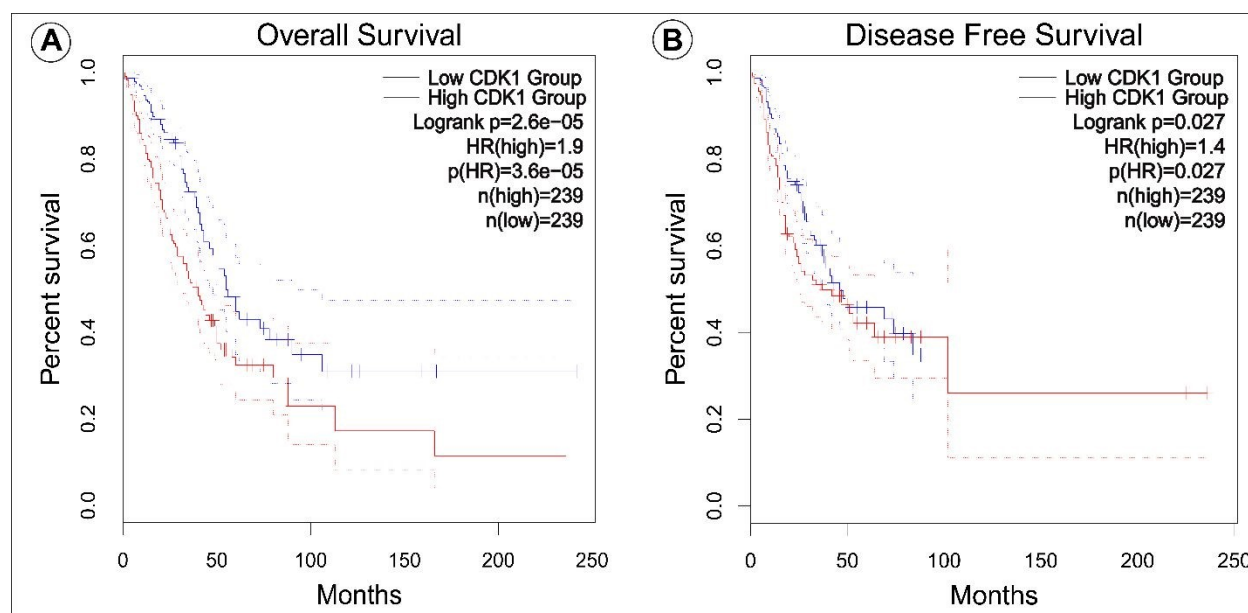 A
Overall Survival
Low CDK1 Group
High CDK1 Group
Logrank p=2.6e−05
HR(high)=1.9
p(HR)=3.6e−05
n(high)=239
n(low)=239
Percent survival
1.0
0.8
0.6
0.4
0.2
0.0
0 50 100 150 200 250
Months
B
Disease Free Survival
Low CDK1 Group
High CDK1 Group
Logrank p=0.027
HR(high)=1.4
p(HR)=0.027
n(high)=239
n(low)=239
Percent survival
1.0
0.8
0.6
0.4
0.2
0.0
0 50 100 150 200 250
Months